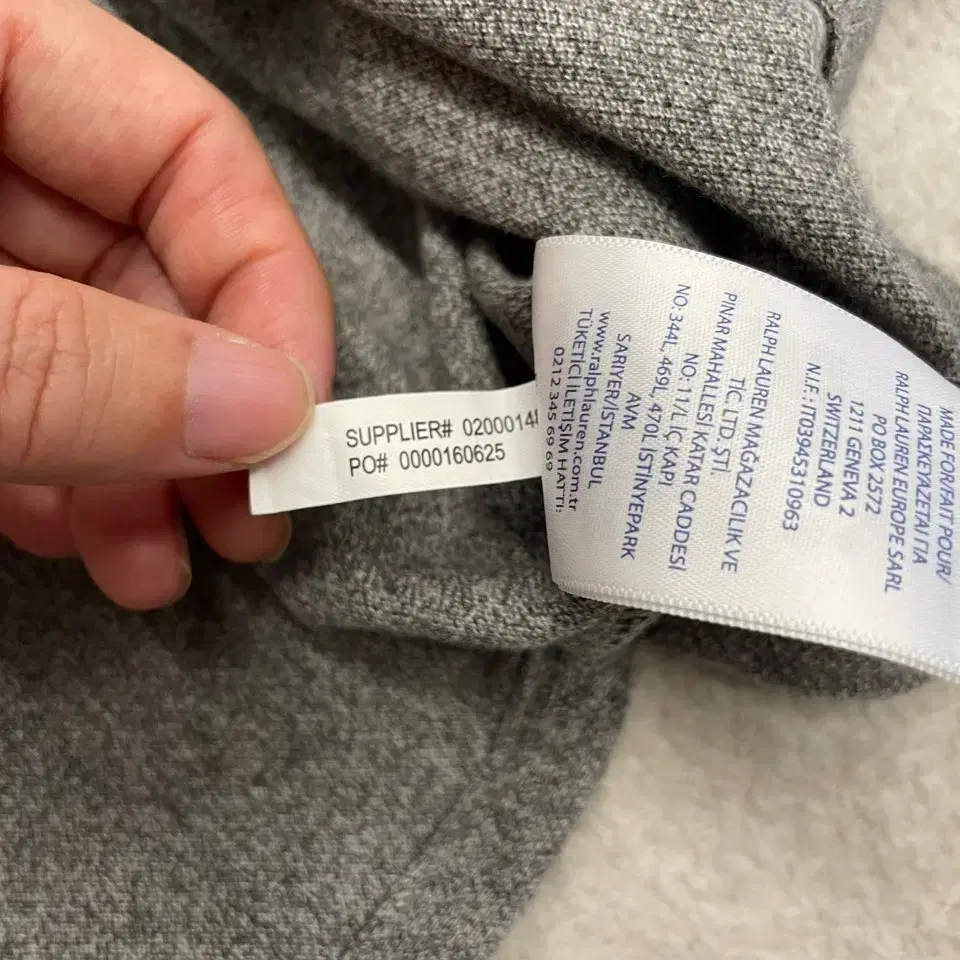 SUPPLIER# 0200014
PO# 0000160625
MADE FOR/FAIT POUR/
ΠΑΡΑΣΚΕΥΑΖΕΤΑΙ ΓΙΑ
RALPH LAUREN EUROPE SARL
PO BOX 2572
1211 GENEVA 2
SWITZERLAND
N.I.F.: IT03945310963
RALPH LAUREN MAĞAZACILIK VE
TİC. LTD. ŞTİ.
PINAR MAHALLESİ KATAR CADDESİ
NO:11/L İÇ KAPI
NO:344L, 469L, 470L İSTİNYEPARK
AVM
SARIYER/İSTANBUL
www.ralphlauren.com.tr
TÜKETİCİ İLETİŞİM HATTI:
0212 345 69 69